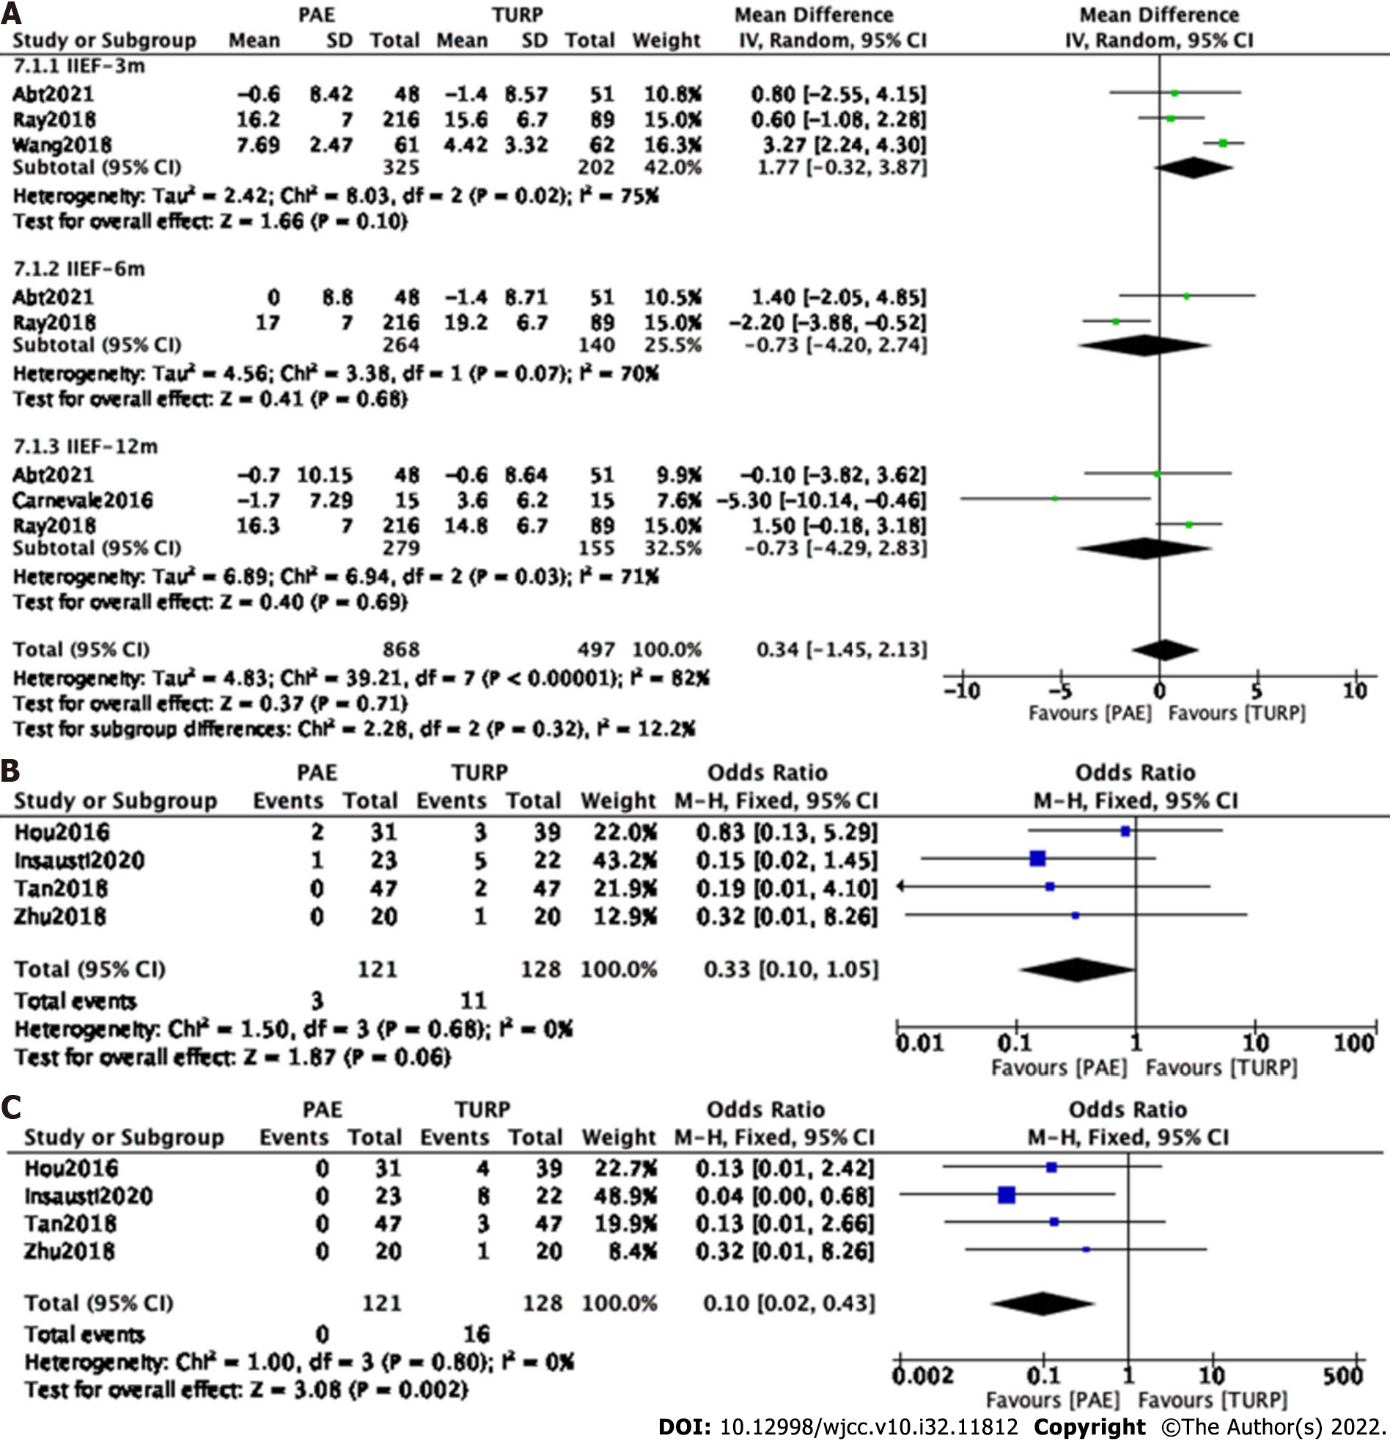 A
PAE TURP Mean Difference Mean Difference
Study or Subgroup Mean SD Total Mean SD Total Weight IV, Random, 95% CI IV, Random, 95% CI
7.1.1 IIEF-3m
Abt2021 -0.6 8.42 48 -1.4 8.57 51 10.8% 0.80 [-2.55, 4.15]
Ray2018 16.2 7 216 15.6 6.7 89 15.0% 0.60 [-1.08, 2.28]
Wang2018 7.69 2.47 61 4.42 3.32 62 16.3% 3.27 [2.24, 4.30]
Subtotal (95% CI) 325 202 42.0% 1.77 [-0.32, 3.87]
Heterogeneity: Tau² = 2.42; Chi² = 8.03, df = 2 (P = 0.02); I² = 75%
Test for overall effect: Z = 1.66 (P = 0.10)
7.1.2 IIEF-6m
Abt2021 0 8.8 48 -1.4 8.71 51 10.5% 1.40 [-2.05, 4.85]
Ray2018 17 7 216 19.2 6.7 89 15.0% -2.20 [-3.88, -0.52]
Subtotal (95% CI) 264 140 25.5% -0.73 [-4.20, 2.74]
Heterogeneity: Tau² = 4.56; Chi² = 3.38, df = 1 (P = 0.07); I² = 70%
Test for overall effect: Z = 0.41 (P = 0.68)
7.1.3 IIEF-12m
Abt2021 -0.7 10.15 48 -0.6 8.64 51 9.9% -0.10 [-3.82, 3.62]
Carnevale2016 -1.7 7.29 15 3.6 6.2 15 7.6% -5.30 [-10.14, -0.46]
Ray2018 16.3 7 216 14.8 6.7 89 15.0% 1.50 [-0.18, 3.18]
Subtotal (95% CI) 279 155 32.5% -0.73 [-4.29, 2.83]
Heterogeneity: Tau² = 6.89; Chi² = 6.94, df = 2 (P = 0.03); I² = 71%
Test for overall effect: Z = 0.40 (P = 0.69)
Total (95% CI) 868 497 100.0% 0.34 [-1.45, 2.13]
Heterogeneity: Tau² = 4.83; Chi² = 39.21, df = 7 (P < 0.00001); I² = 82%
Test for overall effect: Z = 0.37 (P = 0.71)
Test for subgroup differences: Chi² = 2.28, df = 2 (P = 0.32), I² = 12.2%
-10 -5 0 5 10
Favours [PAE] Favours [TURP]
B
PAE TURP Odds Ratio Odds Ratio
Study or Subgroup Events Total Events Total Weight M-H, Fixed, 95% CI M-H, Fixed, 95% CI
Hou2016 2 31 3 39 22.0% 0.83 [0.13, 5.29]
Insausti2020 1 23 5 22 43.2% 0.15 [0.02, 1.45]
Tan2018 0 47 2 47 21.9% 0.19 [0.01, 4.10]
Zhu2018 0 20 1 20 12.9% 0.32 [0.01, 8.26]
Total (95% CI) 121 128 100.0% 0.33 [0.10, 1.05]
Total events 3 11
Heterogeneity: Chi² = 1.50, df = 3 (P = 0.68); I² = 0%
Test for overall effect: Z = 1.87 (P = 0.06)
0.01 0.1 1 10 100
Favours [PAE] Favours [TURP]
C
PAE TURP Odds Ratio Odds Ratio
Study or Subgroup Events Total Events Total Weight M-H, Fixed, 95% CI M-H, Fixed, 95% CI
Hou2016 0 31 4 39 22.7% 0.13 [0.01, 2.42]
Insausti2020 0 23 8 22 48.9% 0.04 [0.00, 0.68]
Tan2018 0 47 3 47 19.9% 0.13 [0.01, 2.66]
Zhu2018 0 20 1 20 8.4% 0.32 [0.01, 8.26]
Total (95% CI) 121 128 100.0% 0.10 [0.02, 0.43]
Total events 0 16
Heterogeneity: Chi² = 1.00, df = 3 (P = 0.80); I² = 0%
Test for overall effect: Z = 3.08 (P = 0.002)
0.002 0.1 1 10 500
Favours [PAE] Favours [TURP]
DOI: 10.12998/wjcc.v10.i32.11812 Copyright ©The Author(s) 2022.